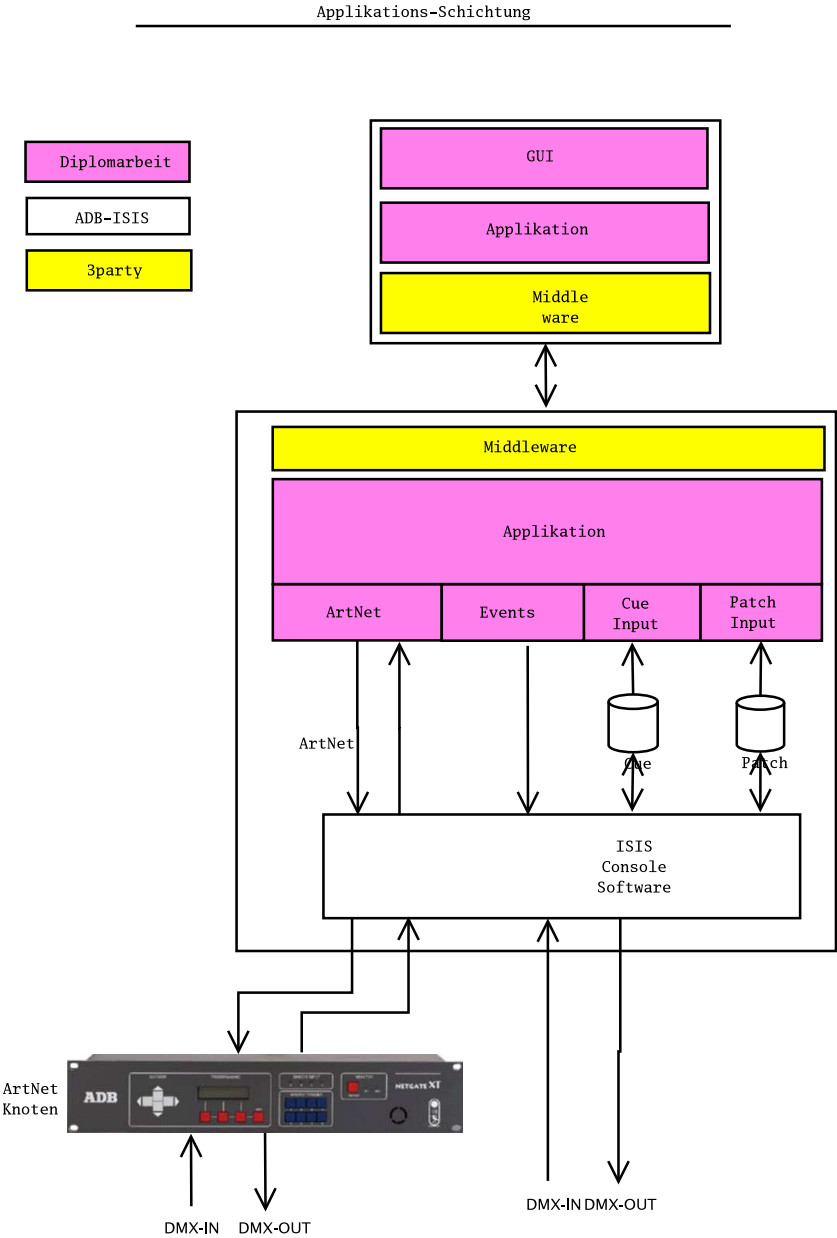 Applikations-Schichtung
Diplomarbeit
ADB-ISIS
3party
GUI
Applikation
Middle
ware
Middleware
Applikation
ArtNet
Events
Cue
Input
Patch
Input
ArtNet
Cue
Patch
ISIS
Console
Software
ArtNet
Knoten
ADB
NETGATE XT
DMX-IN
DMX-OUT
DMX-IN
DMX-OUT